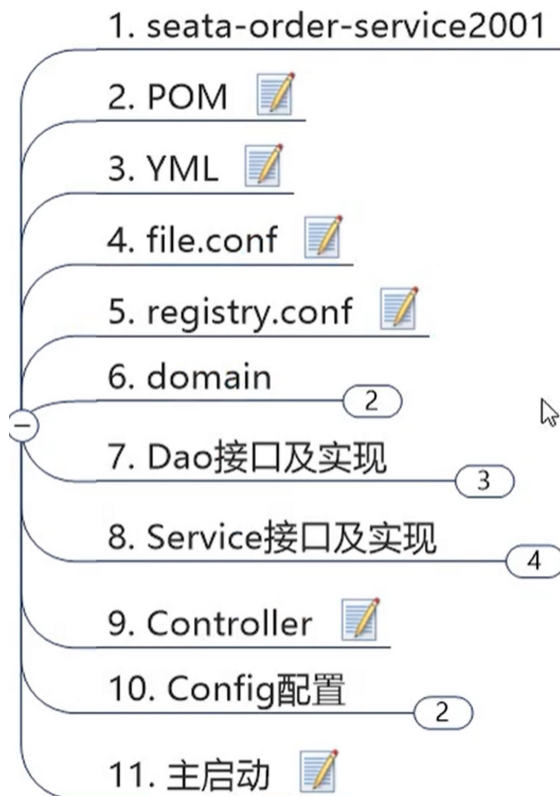 1. seata-order-service2001
2. POM
3. YML
4. file.conf
5. registry.conf
6. domain
2
7. Dao接口及实现
3
8. Service接口及实现
4
9. Controller
10. Config配置
2
11. 主启动